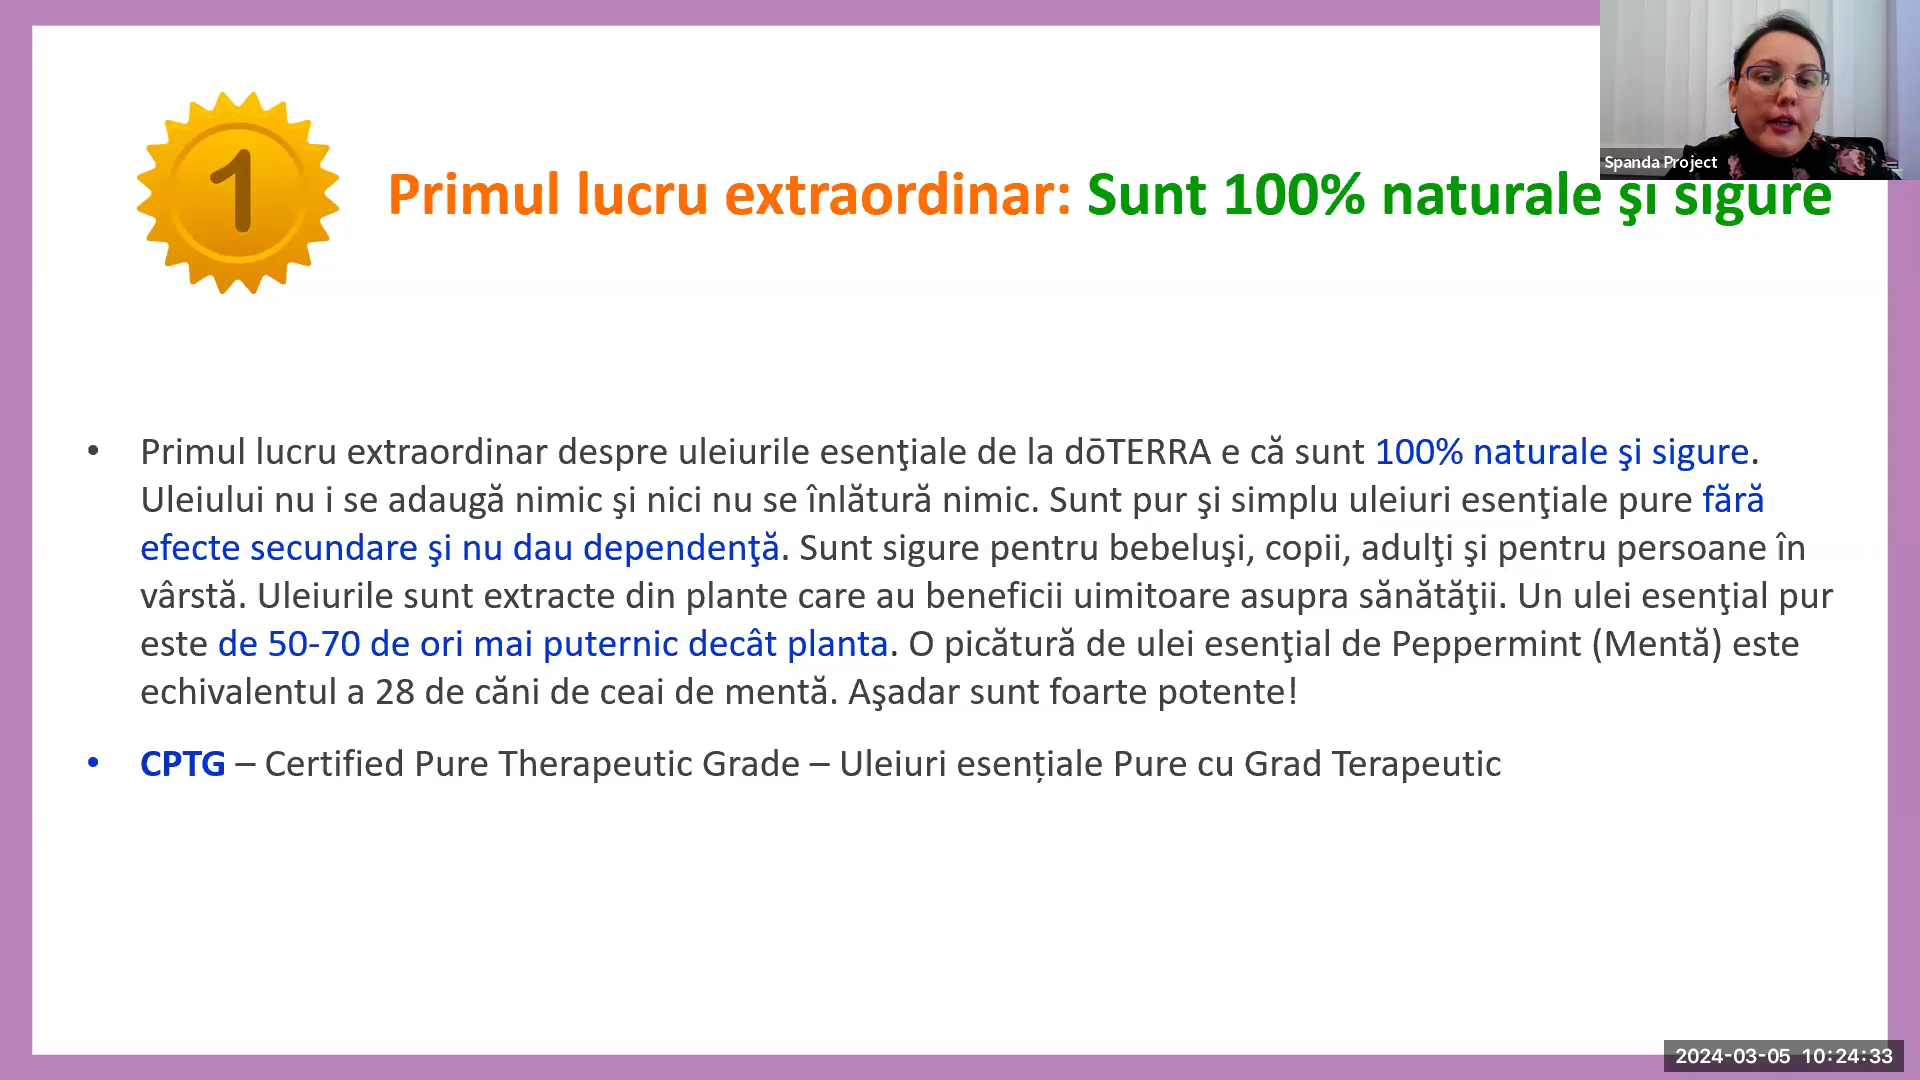 Spanda Project
1
Primul lucru extraordinar: Sunt 100% naturale şi sigure
• Primul lucru extraordinar despre uleiurile esenţiale de la dōTERRA e că sunt 100% naturale şi sigure.
Uleiului nu i se adaugă nimic şi nici nu se înlătură nimic. Sunt pur şi simplu uleiuri esenţiale pure fără
efecte secundare şi nu dau dependenţă. Sunt sigure pentru bebeluşi, copii, adulţi şi pentru persoane în
vârstă. Uleiurile sunt extracte din plante care au beneficii uimitoare asupra sănătăţii. Un ulei esenţial pur
este de 50-70 de ori mai puternic decât planta. O picătură de ulei esenţial de Peppermint (Mentă) este
echivalentul a 28 de căni de ceai de mentă. Aşadar sunt foarte potente!
• CPTG – Certified Pure Therapeutic Grade – Uleiuri esențiale Pure cu Grad Terapeutic
2024-03-05 10:24:33